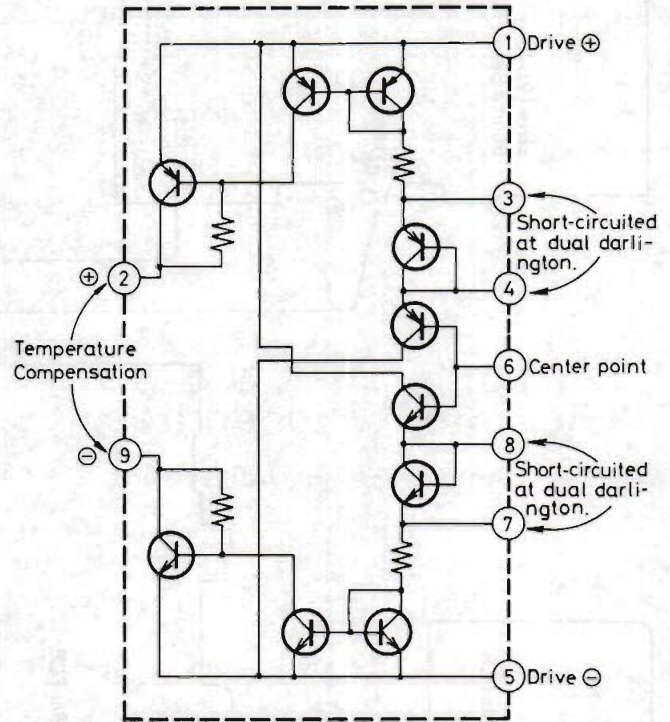 1 Drive ⊕
3
Short-circuited
at dual darli-
ngton.
⊕ 2
4
Temperature
Compensation
6 Center point
⊖ 9
8
Short-circuited
at dual darli-
ngton.
7
5 Drive ⊖